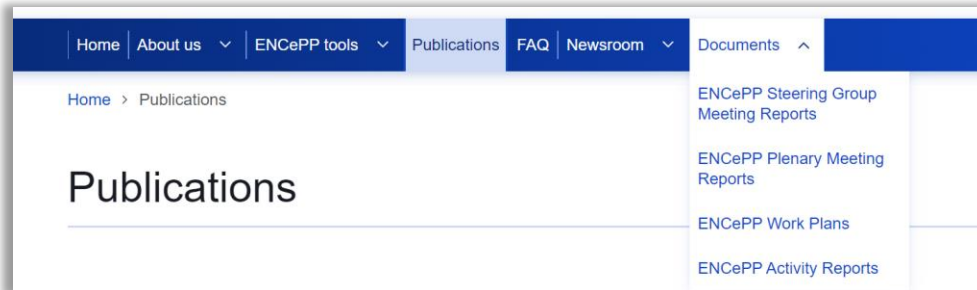 Home About us ENCePP tools Publications FAQ Newsroom Documents
Home > Publications
ENCePP Steering Group
Meeting Reports
ENCePP Plenary Meeting
Reports
Publications
ENCePP Work Plans
ENCePP Activity Reports